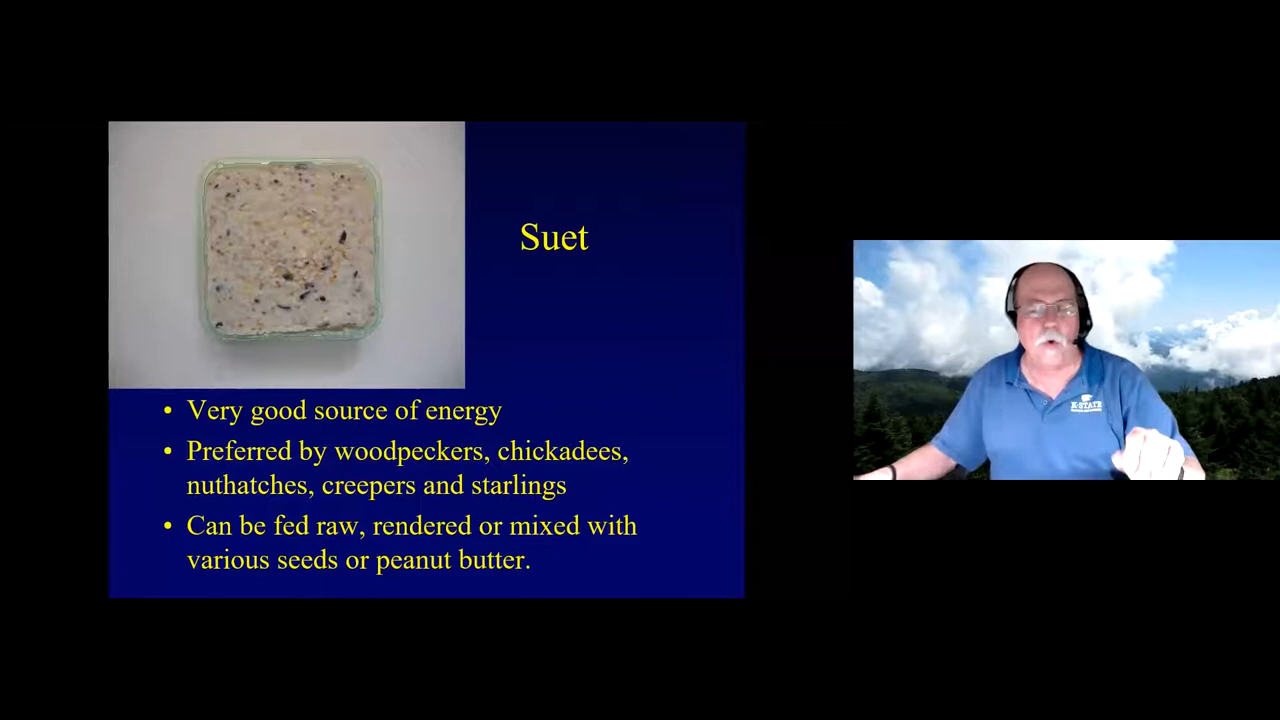 Suet
• Very good source of energy
• Preferred by woodpeckers, chickadees,
nuthatches, creepers and starlings
• Can be fed raw, rendered or mixed with
various seeds or peanut butter.
K-STATE